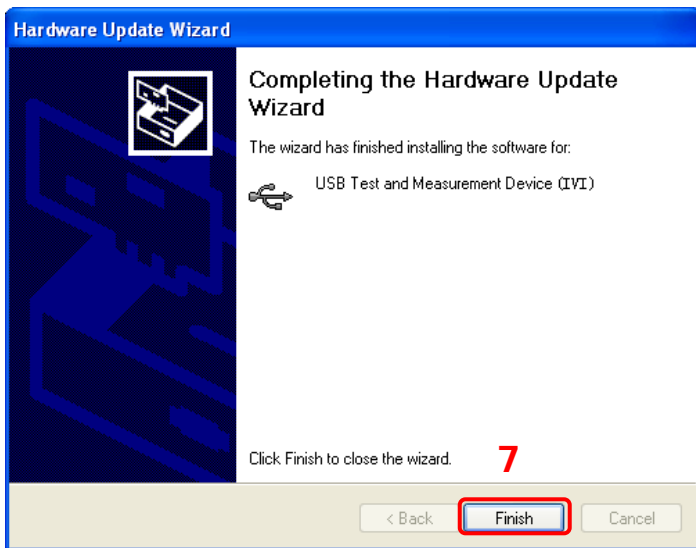 Hardware Update Wizard
Completing the Hardware Update
Wizard
The wizard has finished installing the software for:
USB Test and Measurement Device (IVI)
Click Finish to close the wizard.
7
< Back Finish Cancel